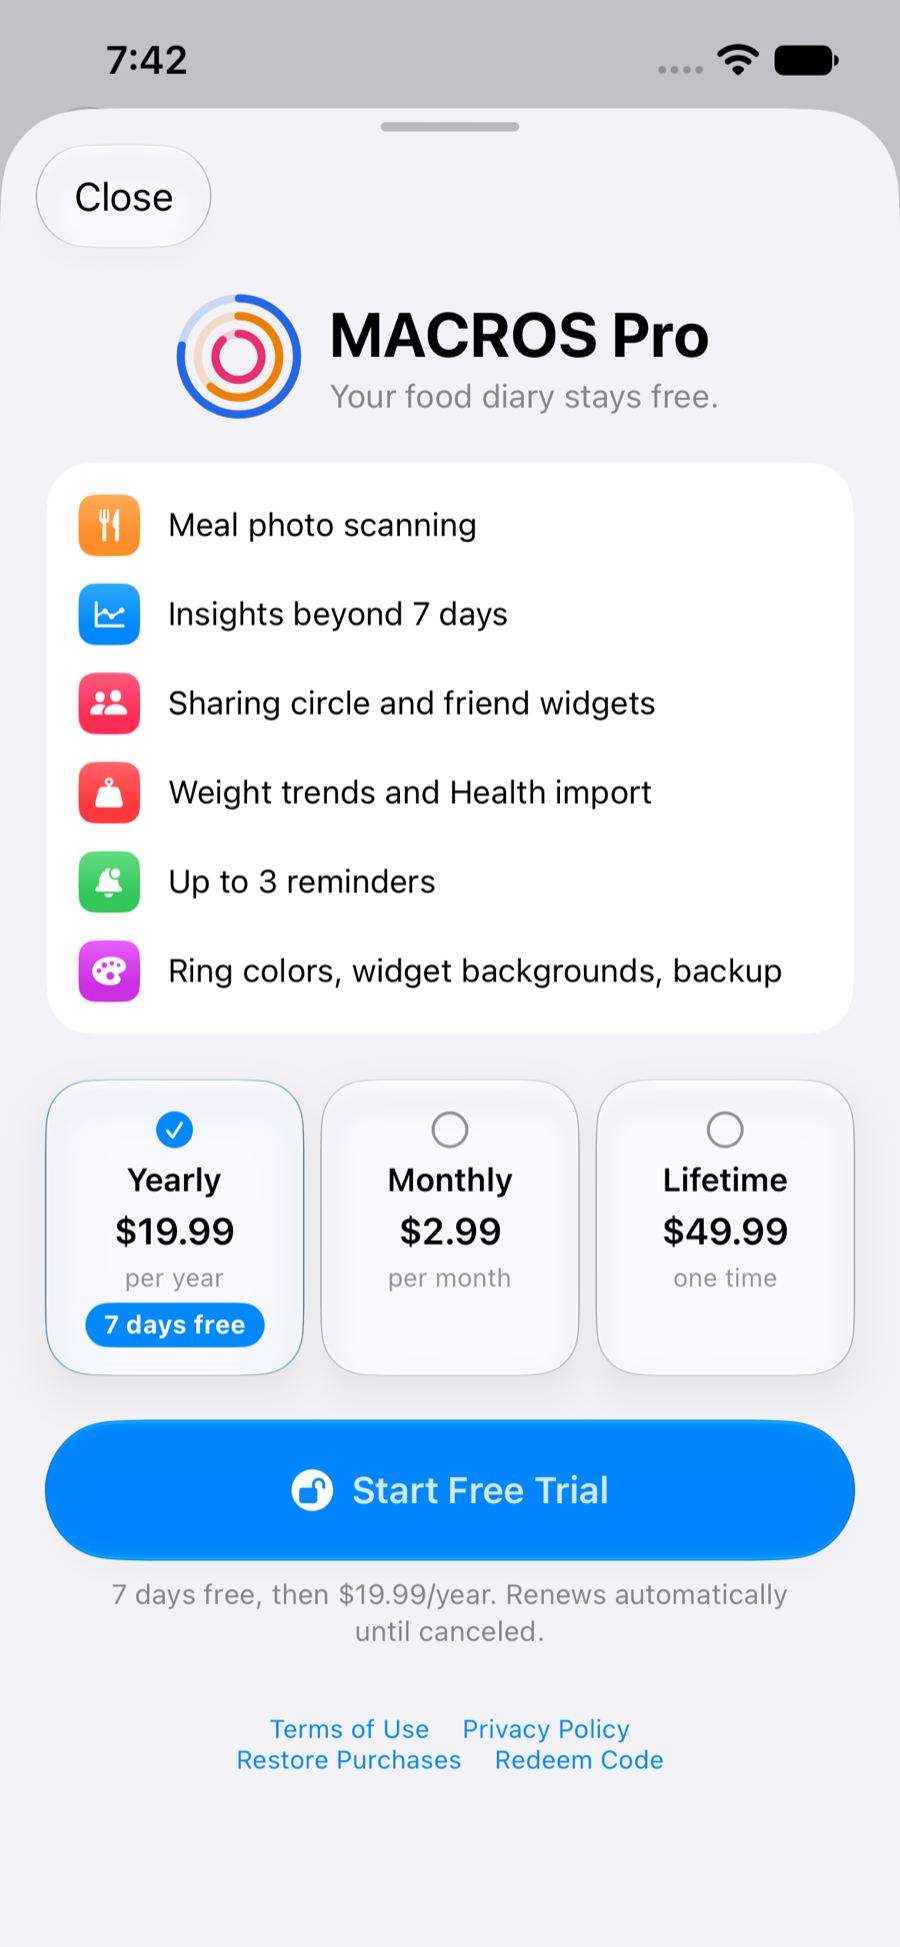 7:42
Close
MACROS Pro
Your food diary stays free.
Meal photo scanning
Insights beyond 7 days
Sharing circle and friend widgets
Weight trends and Health import
Up to 3 reminders
Ring colors, widget backgrounds, backup
Yearly
$19.99
per year
7 days free
Monthly
$2.99
per month
Lifetime
$49.99
one time
Start Free Trial
7 days free, then $19.99/year. Renews automatically
until canceled.
Terms of Use Privacy Policy
Restore Purchases Redeem Code